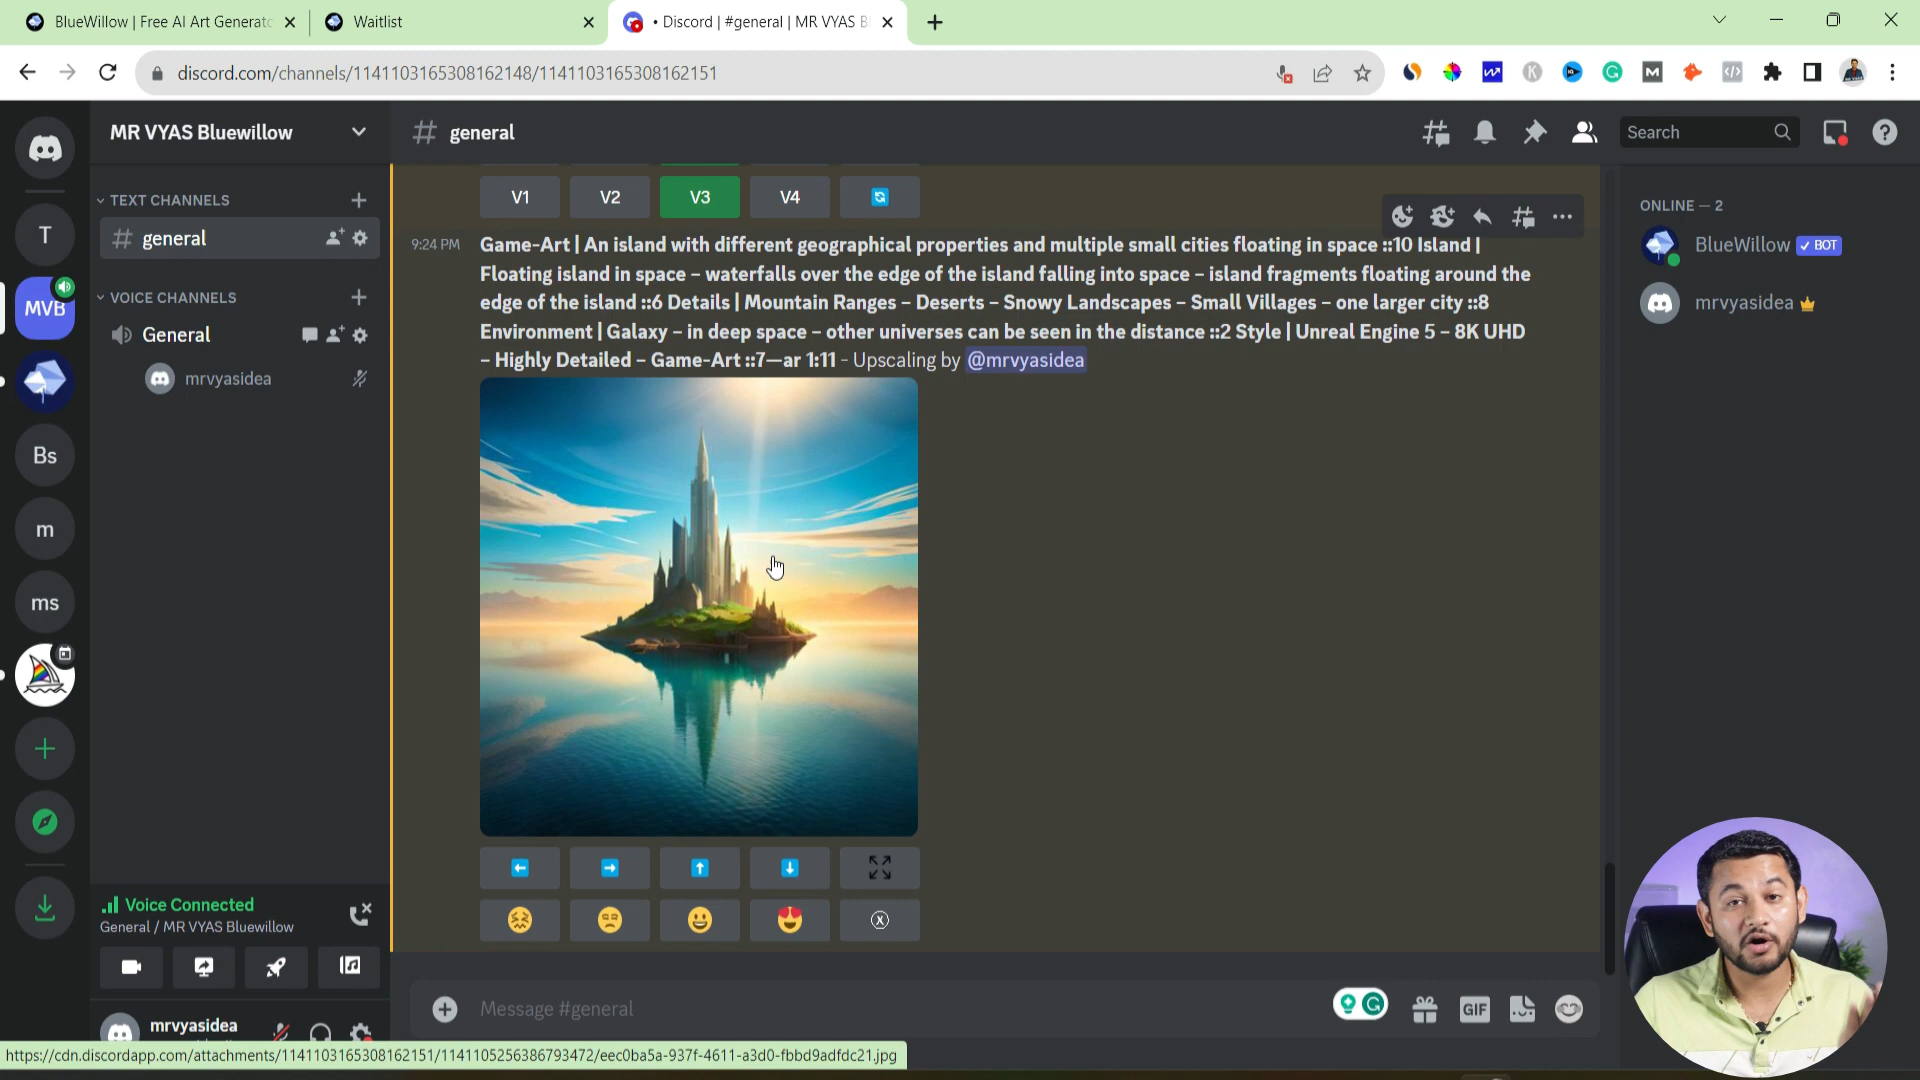 BlueWillow | Free AI Art Generato
Waitlist
• Discord | #general | MR VYAS B
discord.com/channels/1141103165308162148/1141103165308162151
MR VYAS Bluewillow
general
Search
TEXT CHANNELS
general
VOICE CHANNELS
General
mrvyasidea
T
MVB
Bs
m
ms
V1 V2 V3 V4
9:24 PM
Game-Art | An island with different geographical properties and multiple small cities floating in space ::10 Island |
Floating island in space – waterfalls over the edge of the island falling into space – island fragments floating around the
edge of the island ::6 Details | Mountain Ranges – Deserts – Snowy Landscapes – Small Villages – one larger city ::8
Environment | Galaxy – in deep space – other universes can be seen in the distance ::2 Style | Unreal Engine 5 – 8K UHD
– Highly Detailed – Game-Art ::7—ar 1:11 - Upscaling by @mrvyasidea
ONLINE — 2
BlueWillow ✓ BOT
mrvyasidea
Voice Connected
General / MR VYAS Bluewillow
mrvyasidea
Message #general
GIF
https://cdn.discordapp.com/attachments/1141103165308162151/1141105256386793472/eec0ba5a-937f-4611-a3d0-fbbd9adfdc21.jpg